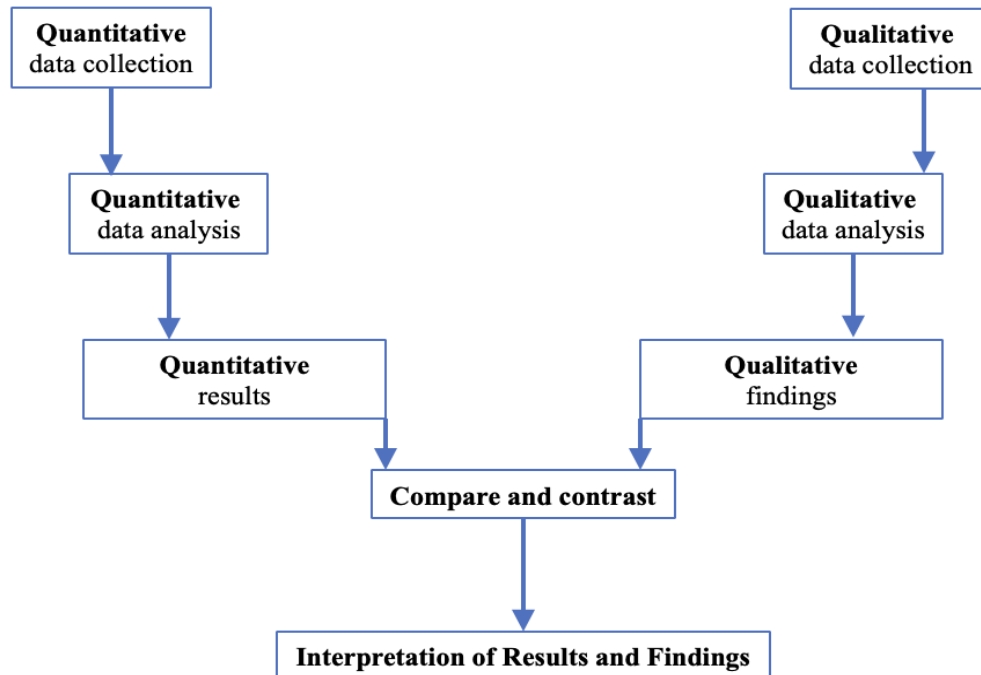 Quantitative
data collection
Qualitative
data collection
Quantitative
data analysis
Qualitative
data analysis
Quantitative
results
Qualitative
findings
Compare and contrast
Interpretation of Results and Findings